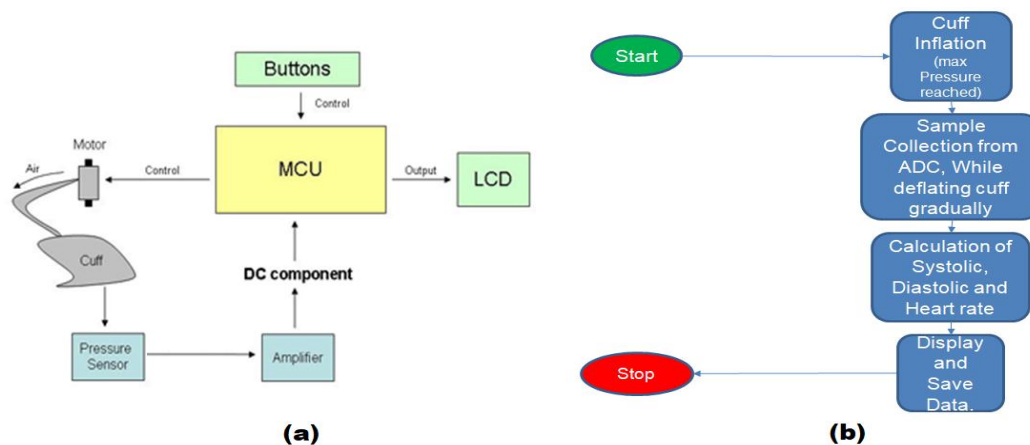 Buttons
Control
Motor
Air
Control
MCU
Output
LCD
Cuff
DC component
Pressure
Sensor
Amplifier
(a)
Start
Cuff
Inflation
(max
Pressure
reached)
Sample
Collection from
ADC, While
deflating cuff
gradually
Calculation of
Systolic,
Diastolic and
Heart rate
Display
and
Save
Data.
Stop
(b)